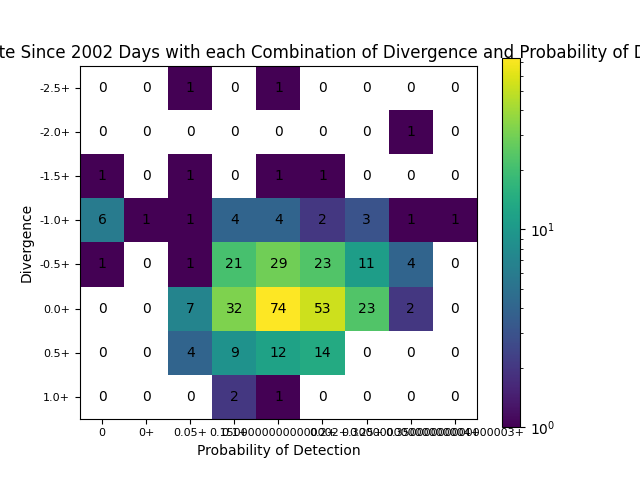 te Since 2002 Days with each Combination of Divergence and Probability of D
-2.5+ 0 0 1 0 1 0 0 0 0
-2.0+ 0 0 0 0 0 0 0 1 0
-1.5+ 1 0 1 0 1 1 0 0 0
-1.0+ 6 1 1 4 4 2 3 1 1
-0.5+ 1 0 1 21 29 23 11 4 0
0.0+ 0 0 7 32 74 53 23 2 0
0.5+ 0 0 4 9 12 14 0 0 0
1.0+ 0 0 0 2 1 0 0 0 0
0 0+ 0.05+
Probability of Detection
Divergence
10¹
10⁰